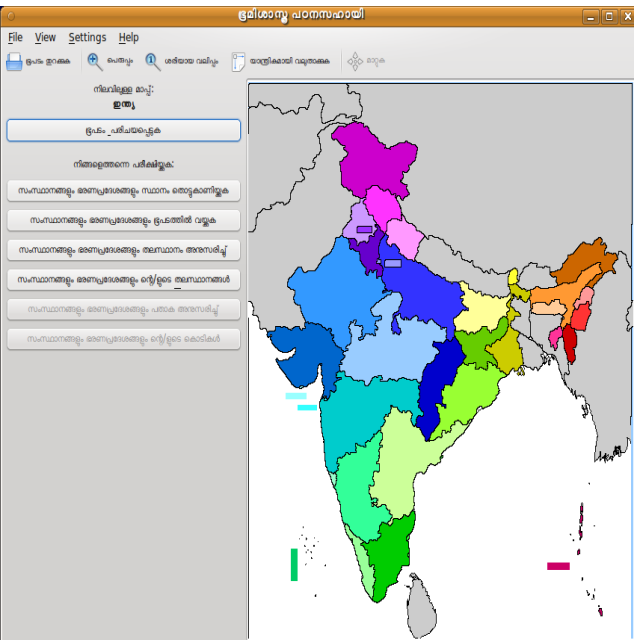 ഭൂമിശാസ്ത്ര പഠനസഹായി
File View Settings Help
ഭൂപടം തുറക്കുക പെരുപ്പം ശരിയായ വലിപ്പം യാന്ത്രികമായി വലുതാക്കുക മാറ്റുക
നിലവിലുള്ള മാപ്പ്:
ഇന്ത്യ
ഭൂപടം പരിചയപ്പെടുക
നിങ്ങളെത്തന്നെ പരീക്ഷിയ്ക്കുക:
സംസ്ഥാനങ്ങളും ഭരണപ്രദേശങ്ങളും സ്ഥാനം തൊട്ടുകാണിയ്ക്കുക
സംസ്ഥാനങ്ങളും ഭരണപ്രദേശങ്ങളും ഭൂപടത്തില്‍ വയ്ക്കുക
സംസ്ഥാനങ്ങളും ഭരണപ്രദേശങ്ങളും തലസ്ഥാനം അനുസരിച്ച്
സംസ്ഥാനങ്ങളും ഭരണപ്രദേശങ്ങളും ന്റെ/ളുടെ തലസ്ഥാനങ്ങള്‍
സംസ്ഥാനങ്ങളും ഭരണപ്രദേശങ്ങളും പതാക അനുസരിച്ച്
സംസ്ഥാനങ്ങളും ഭരണപ്രദേശങ്ങളും ന്റെ/ളുടെ കൊടികള്‍